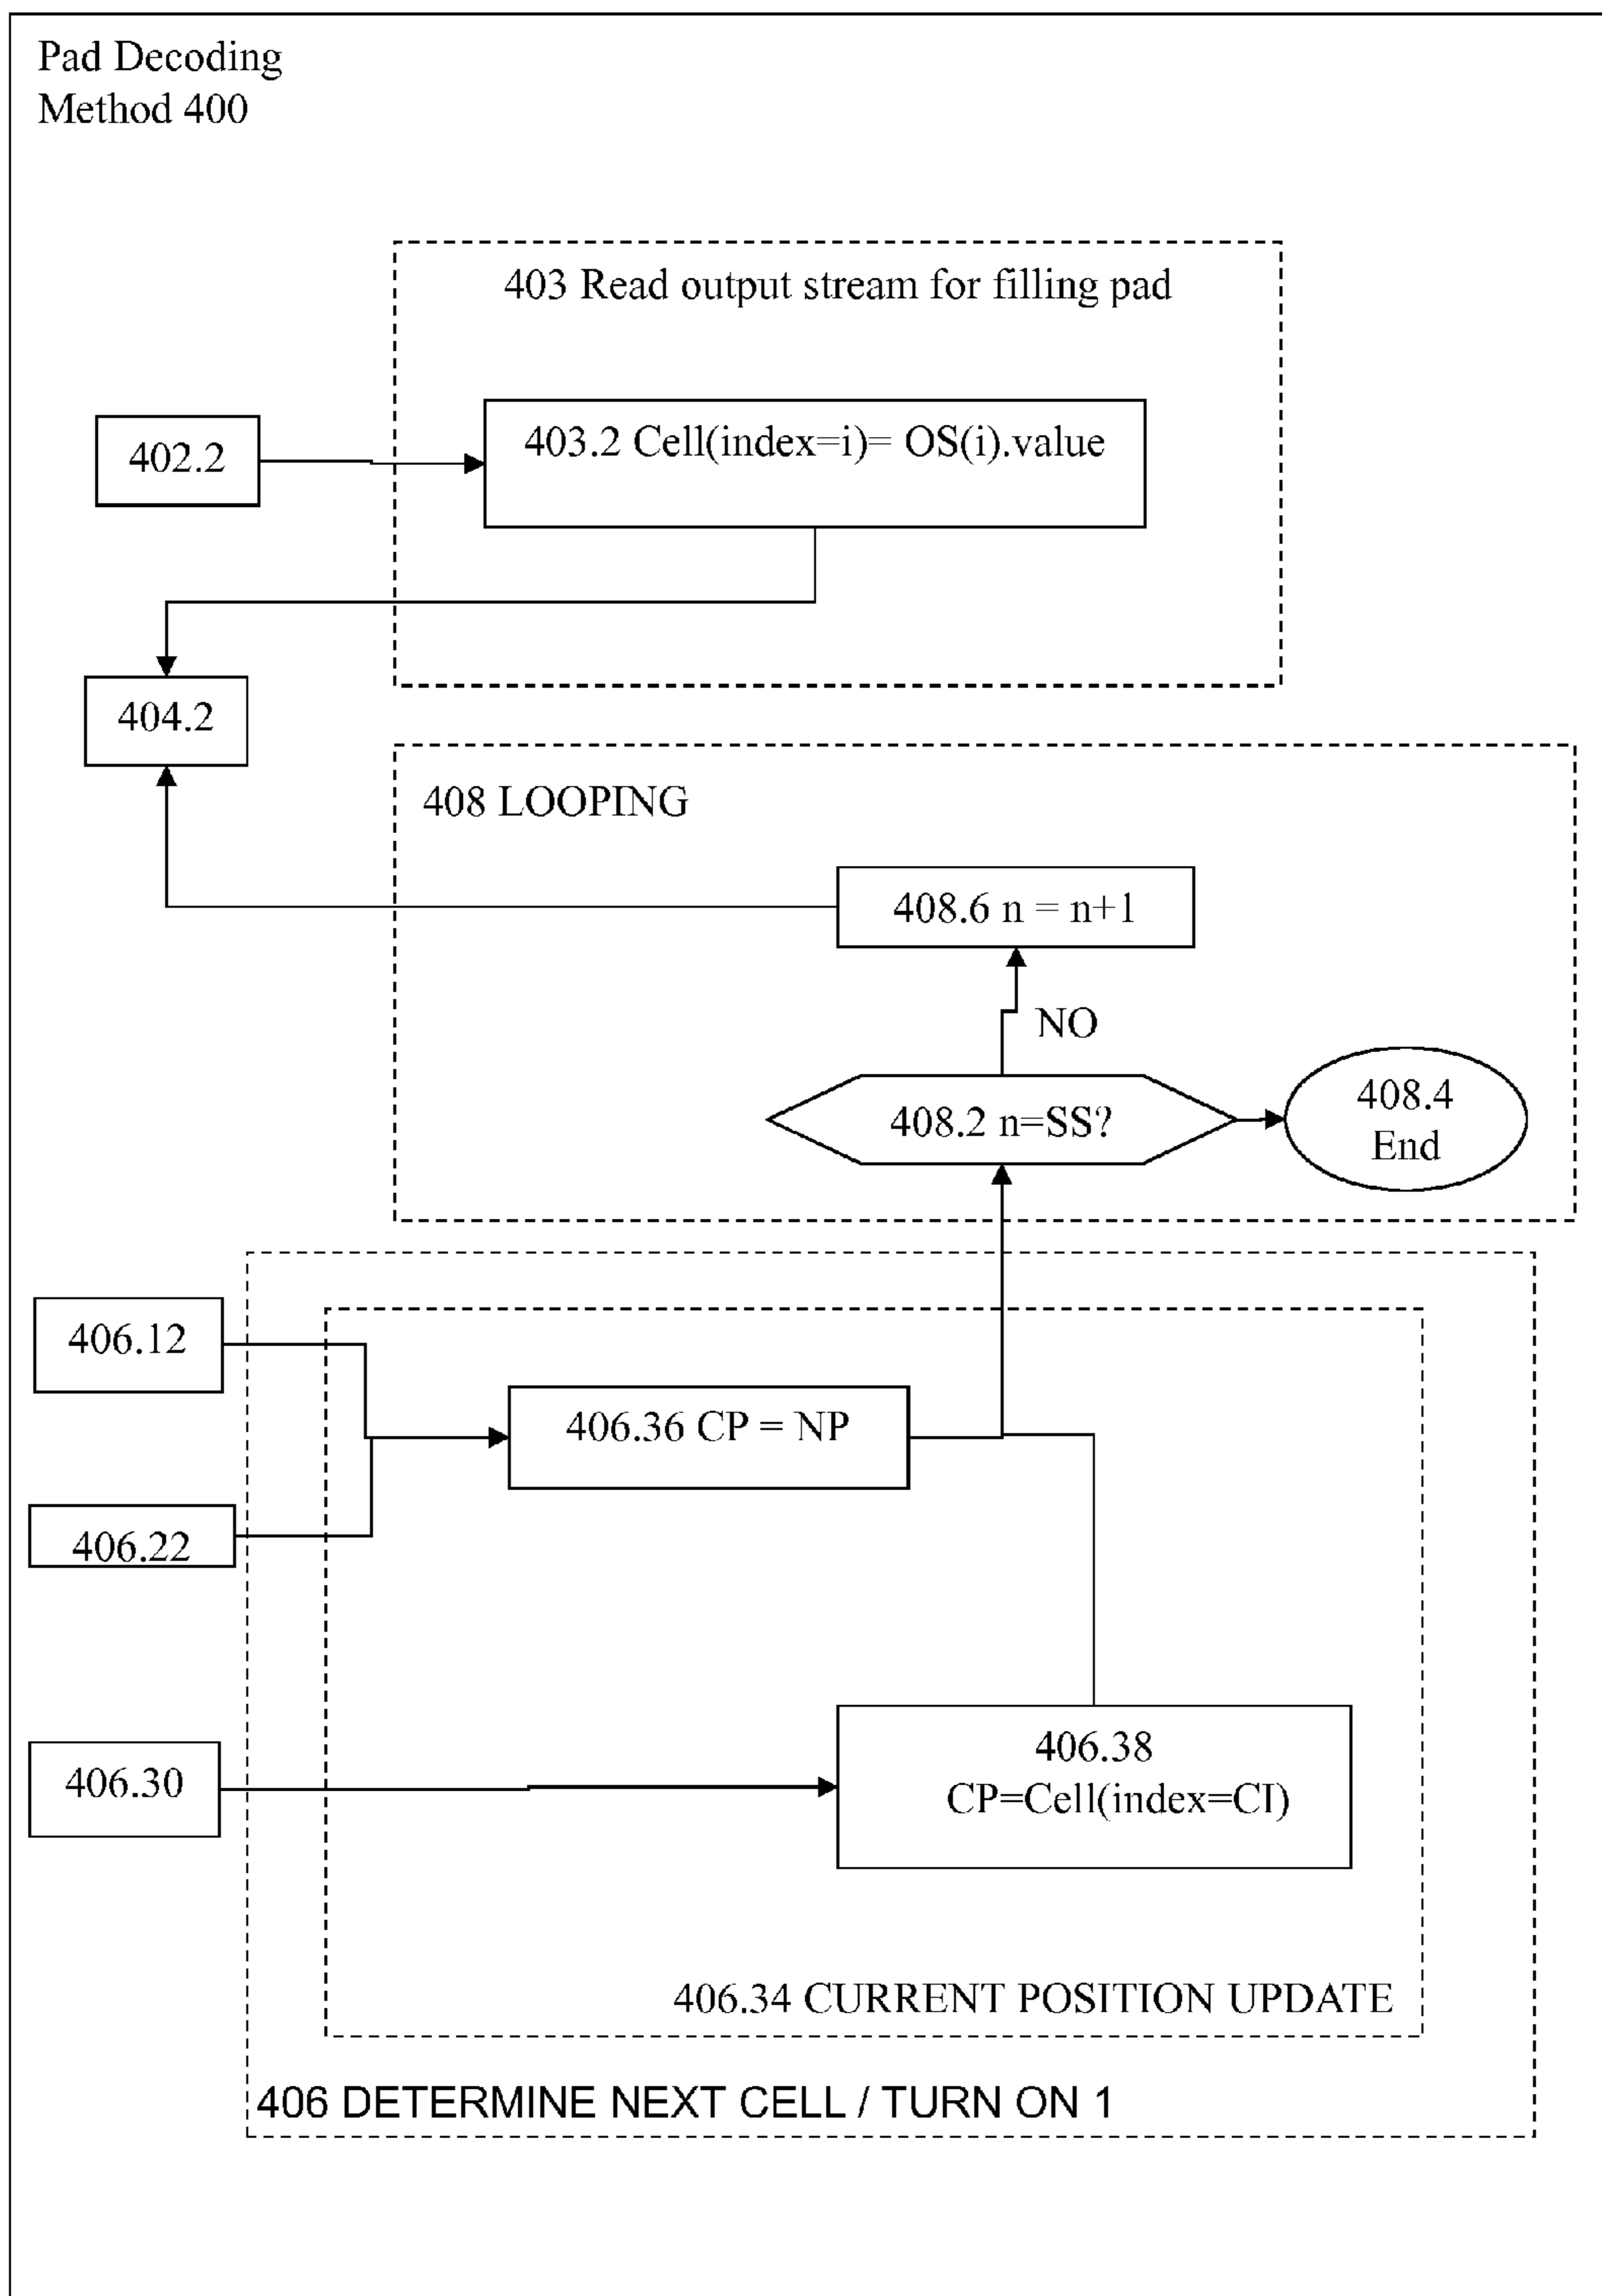 Pad Decoding
Method 400
403 Read output stream for filling pad
402.2
403.2 Cell(index=i)= OS(i).value
404.2
408 LOOPING
408.6 n = n+1
NO
408.2 n=SS?
408.4
End
406.12
406.36 CP = NP
406.22
406.30
406.38
CP=Cell(index=CI)
406.34 CURRENT POSITION UPDATE
406 DETERMINE NEXT CELL / TURN ON 1